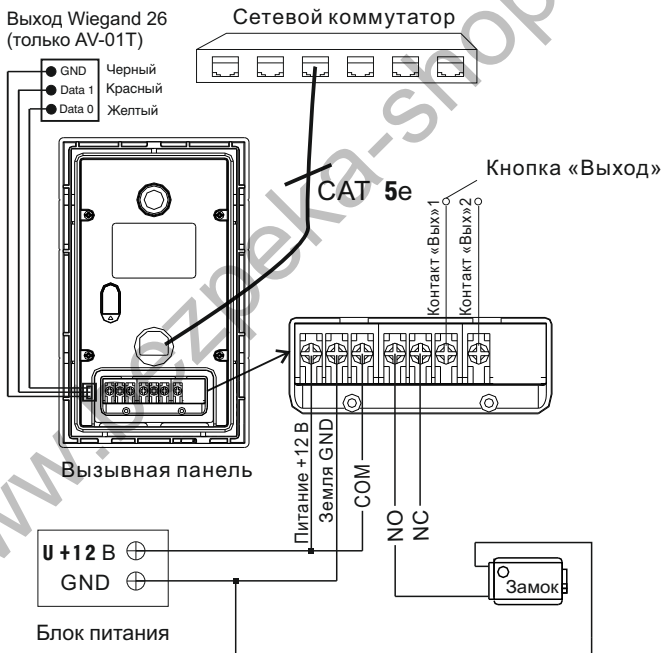 Выход Wiegand 26
(только AV-01T)
GND Черный
Data 1 Красный
Data 0 Желтый
Сетевой коммутатор
CAT 5e
Кнопка «Выход»
Контакт «Вых»1
Контакт «Вых»2
Вызывная панель
Питание +12 В
Земля GND
COM
NO
NC
U +12 В
GND
Блок питания
Замок
www.bezpeka-shop